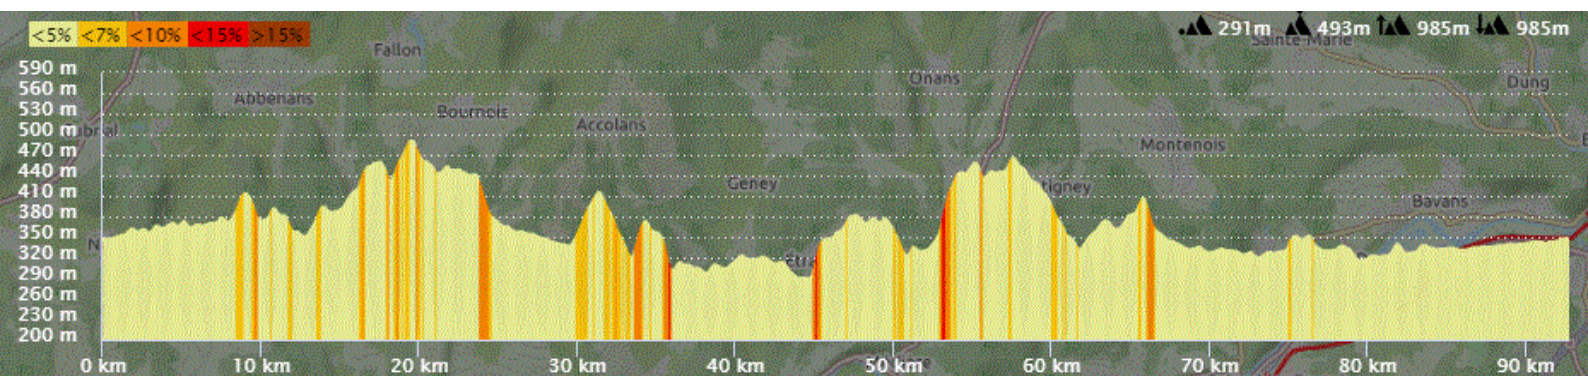 <5% <7% <10% <15% >15%
291m 493m 985m 985m
Sainte-Marie
Fallon
590 m
Onans
Dung
560 m
Abbenans
530 m
Bournois
500 m
Accolans
470 m
Montenois
440 m
410 m
Geney
Bavans
380 m
350 m
320 m
290 m
260 m
230 m
200 m
0 km 10 km 20 km 30 km 40 km 50 km 60 km 70 km 80 km 90 km